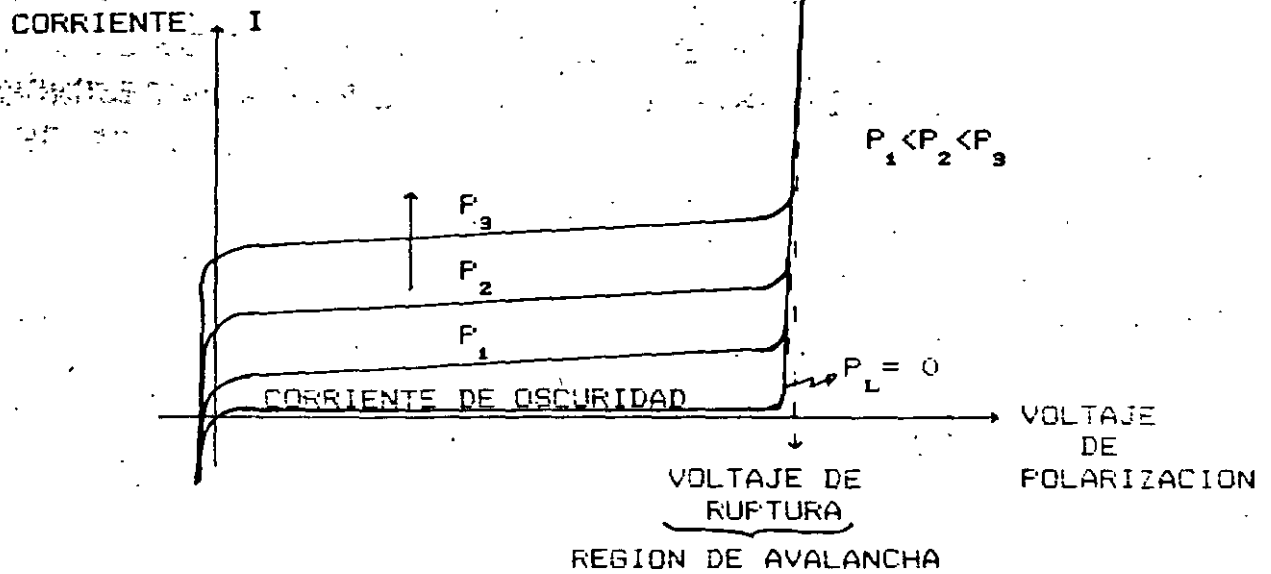 CORRIENTE I
P₁<P₂<P₃
P₃
P₂
P₁
CORRIENTE DE OSCURIDAD
P_L = 0
VOLTAJE
DE
POLARIZACION
VOLTAJE DE
RUPTURA
REGION DE AVALANCHA